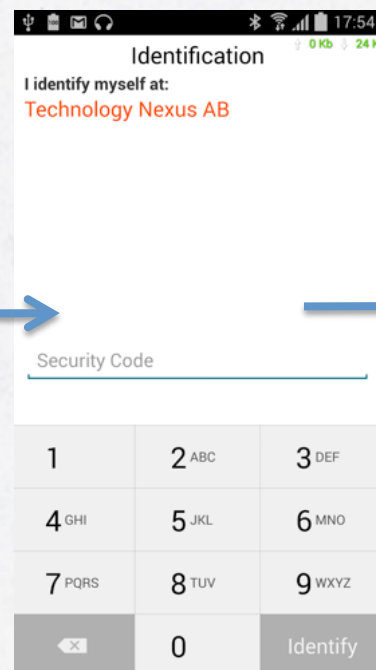 17:54
0 Kb 24 K
Identification
I identify myself at:
Technology Nexus AB
Security Code
1 2 ABC 3 DEF
4 GHI 5 JKL 6 MNO
7 PQRS 8 TUV 9 WXYZ
0 Identify